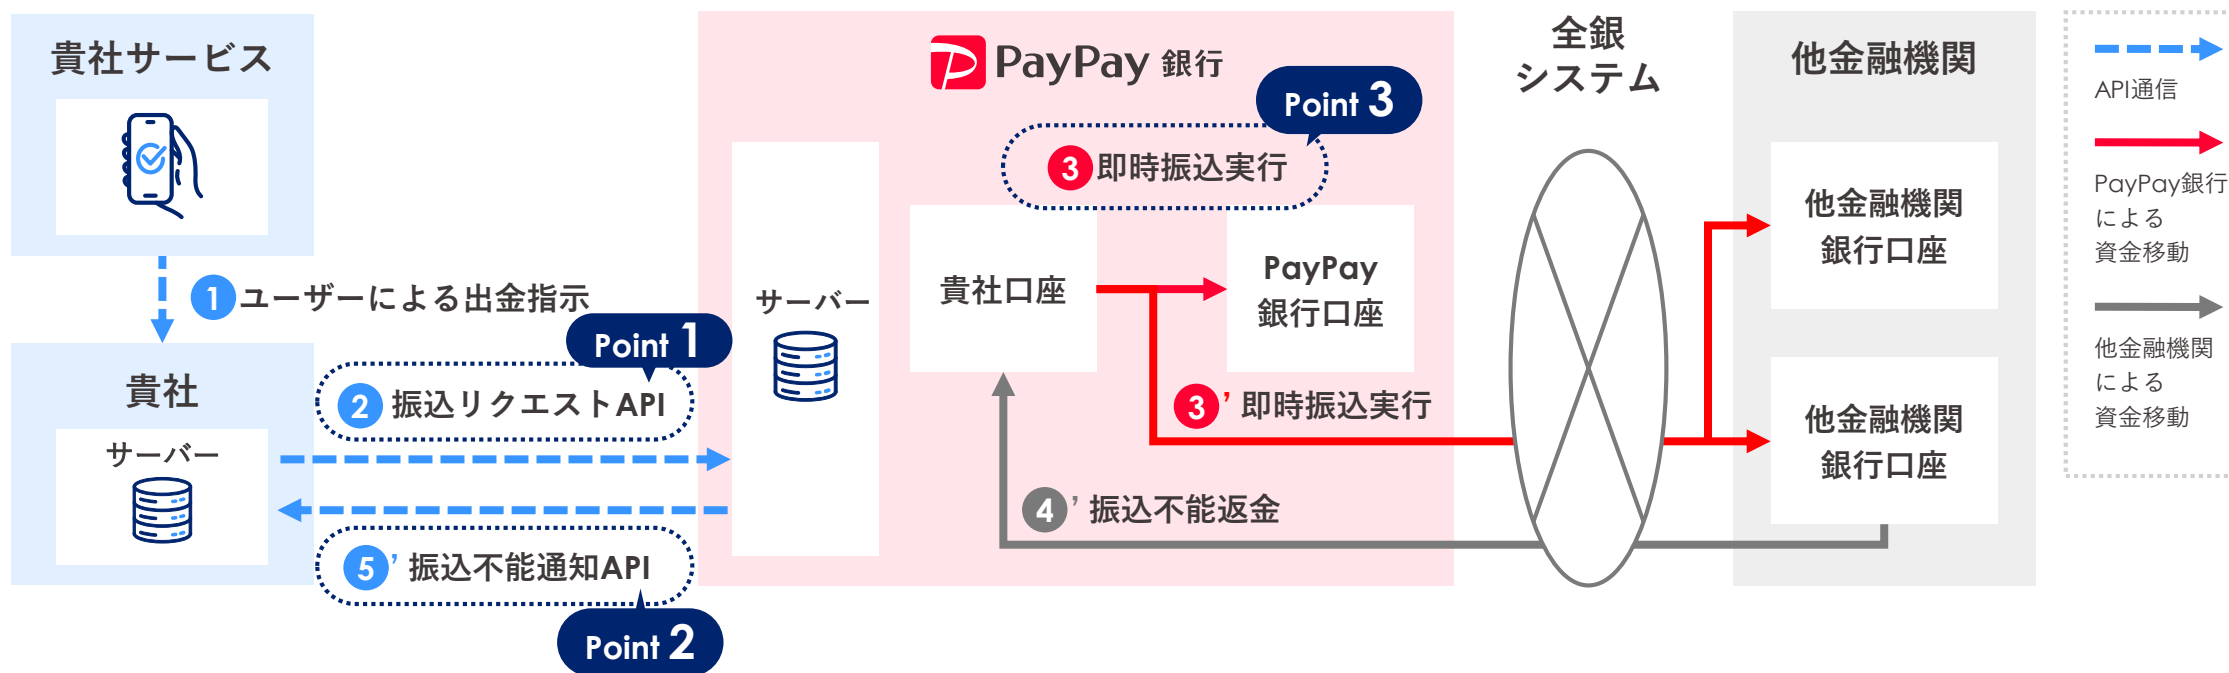 貴社サービス
1 ユーザーによる出金指示
貴社
サーバー
Point 1
2 振込リクエストAPI
5 ’ 振込不能通知API
Point 2
PayPay 銀行
サーバー
Point 3
3 即時振込実行
貴社口座
PayPay
銀行口座
3 ’ 即時振込実行
4 ’ 振込不能返金
全銀
システム
他金融機関
他金融機関
銀行口座
他金融機関
銀行口座
API通信
PayPay銀行
による
資金移動
他金融機関
による
資金移動